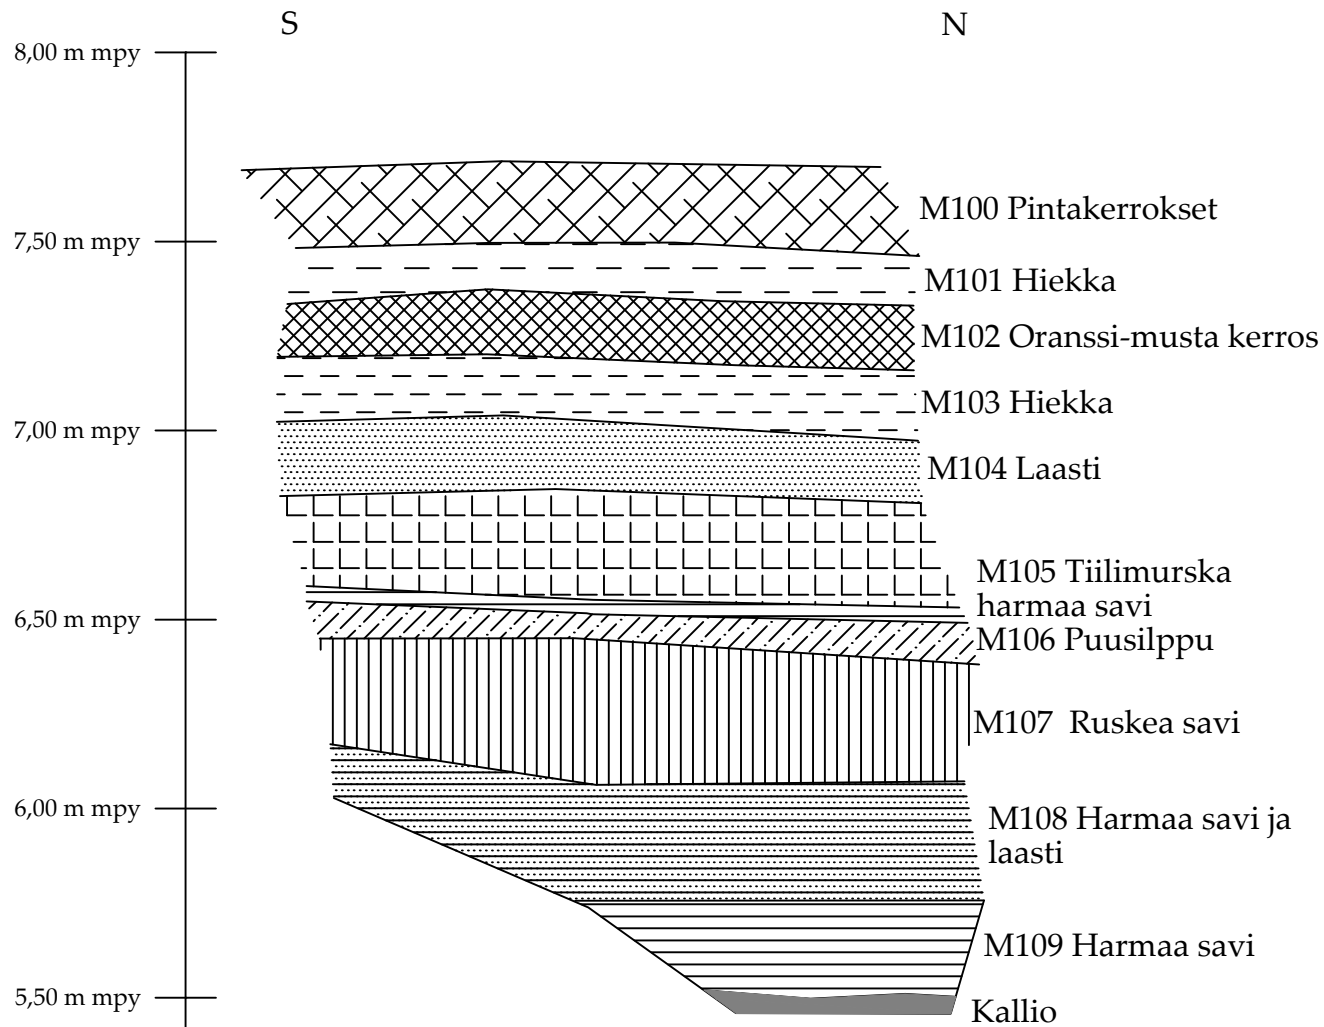 S
N
8,00 m mpy
M100 Pintakerrokset
7,50 m mpy
M101 Hiekka
M102 Oranssi-musta kerros
M103 Hiekka
7,00 m mpy
M104 Laasti
M105 Tiilimurska
harmaa savi
6,50 m mpy
M106 Puusilppu
M107 Ruskea savi
6,00 m mpy
M108 Harmaa savi ja
laasti
M109 Harmaa savi
5,50 m mpy
Kallio